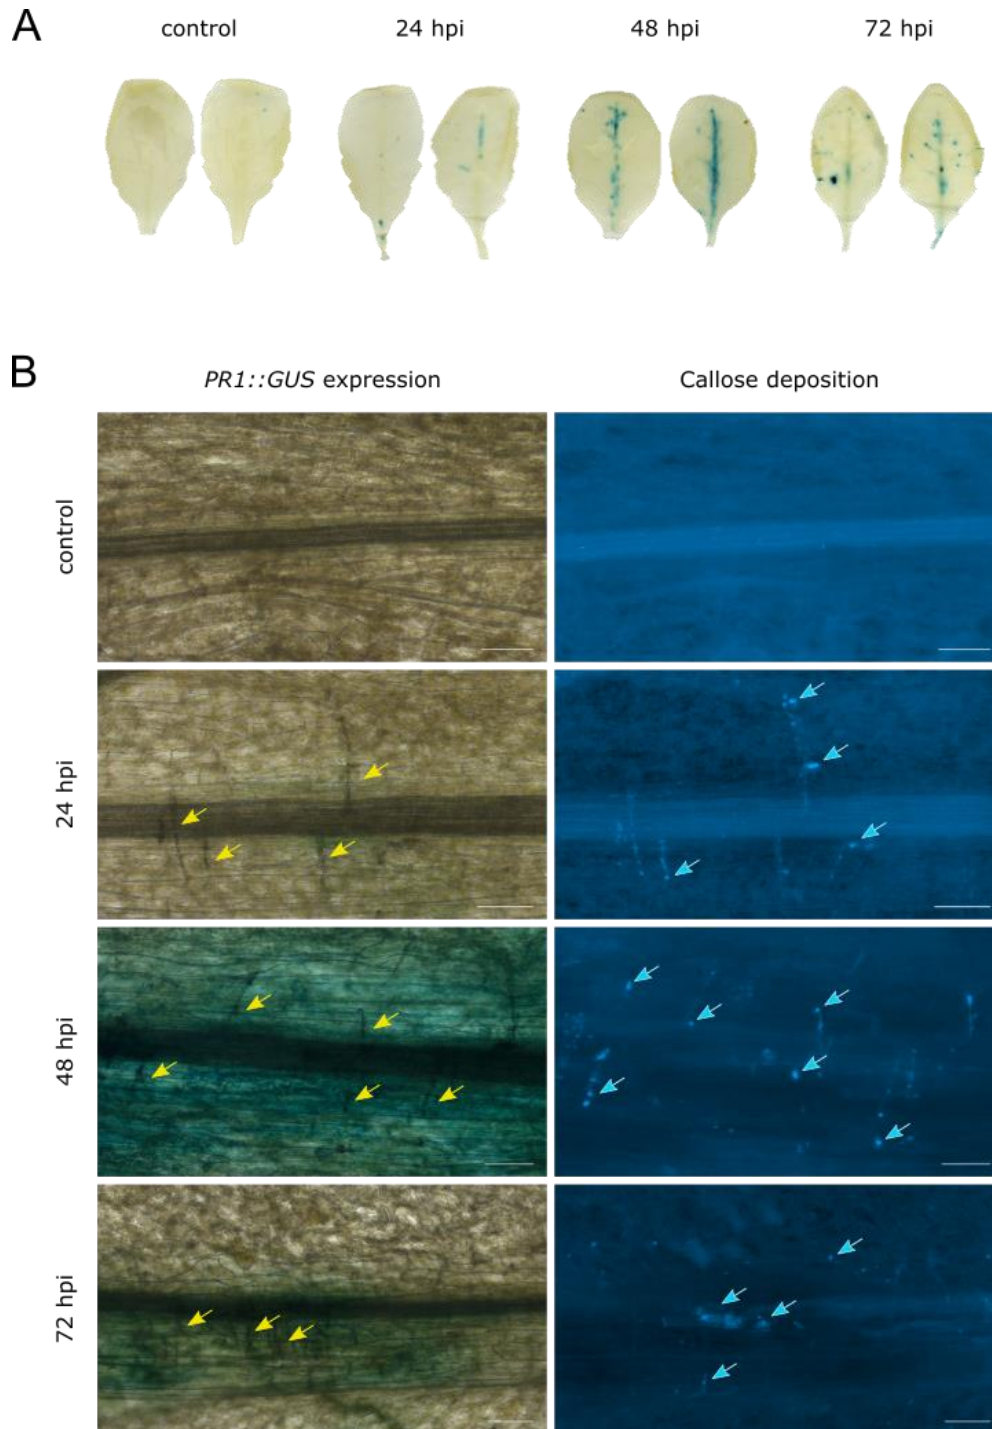 A
control 24 hpi 48 hpi 72 hpi
B
PR1::GUS expression Callose deposition
control
24 hpi
48 hpi
72 hpi